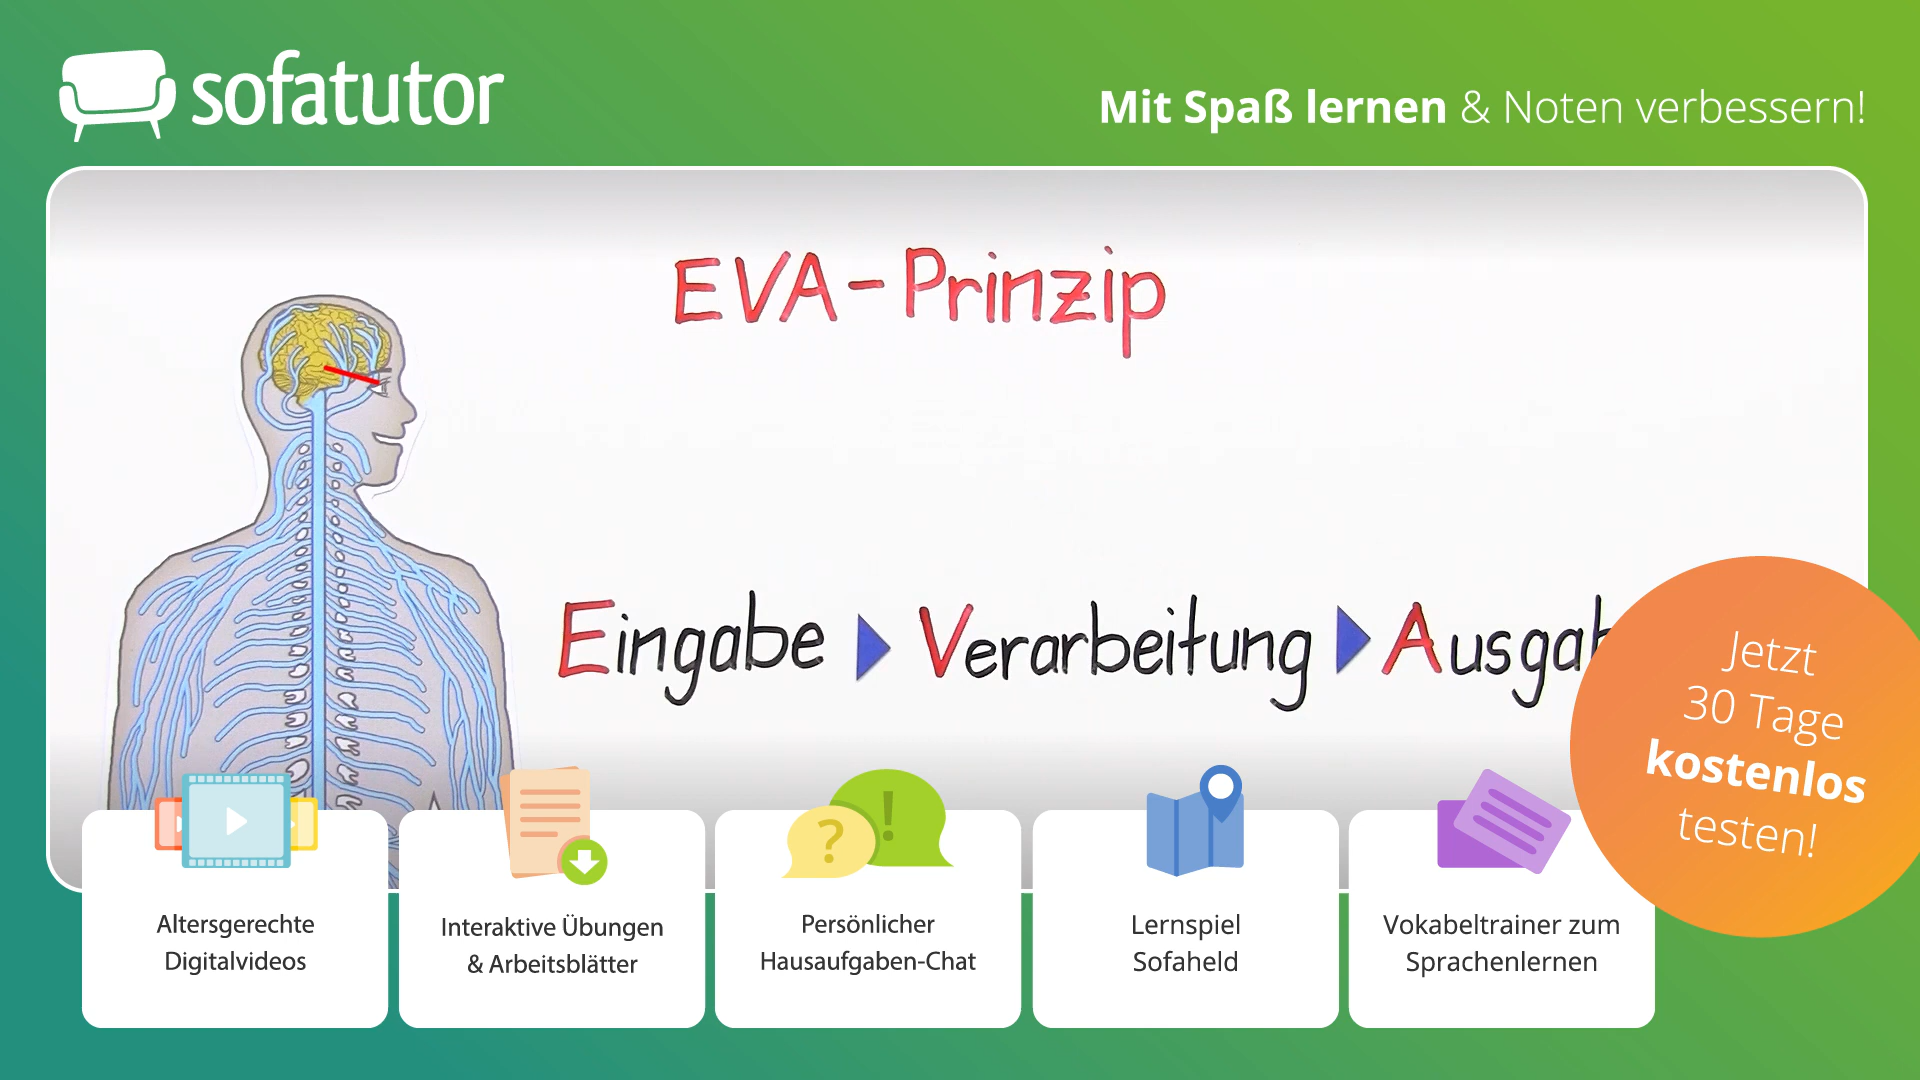 sofatutor
Mit Spaß lernen & Noten verbessern!
EVA-Prinzip
Eingabe Verarbeitung
Jetzt
30 Tage
kostenlos
testen!
? !
Altersgerechte
Digitalvideos
Interaktive Übungen
& Arbeitsblätter
Persönlicher
Hausaufgaben-Chat
Lernspiel
Sofaheld
Vokabeltrainer zum
Sprachenlernen